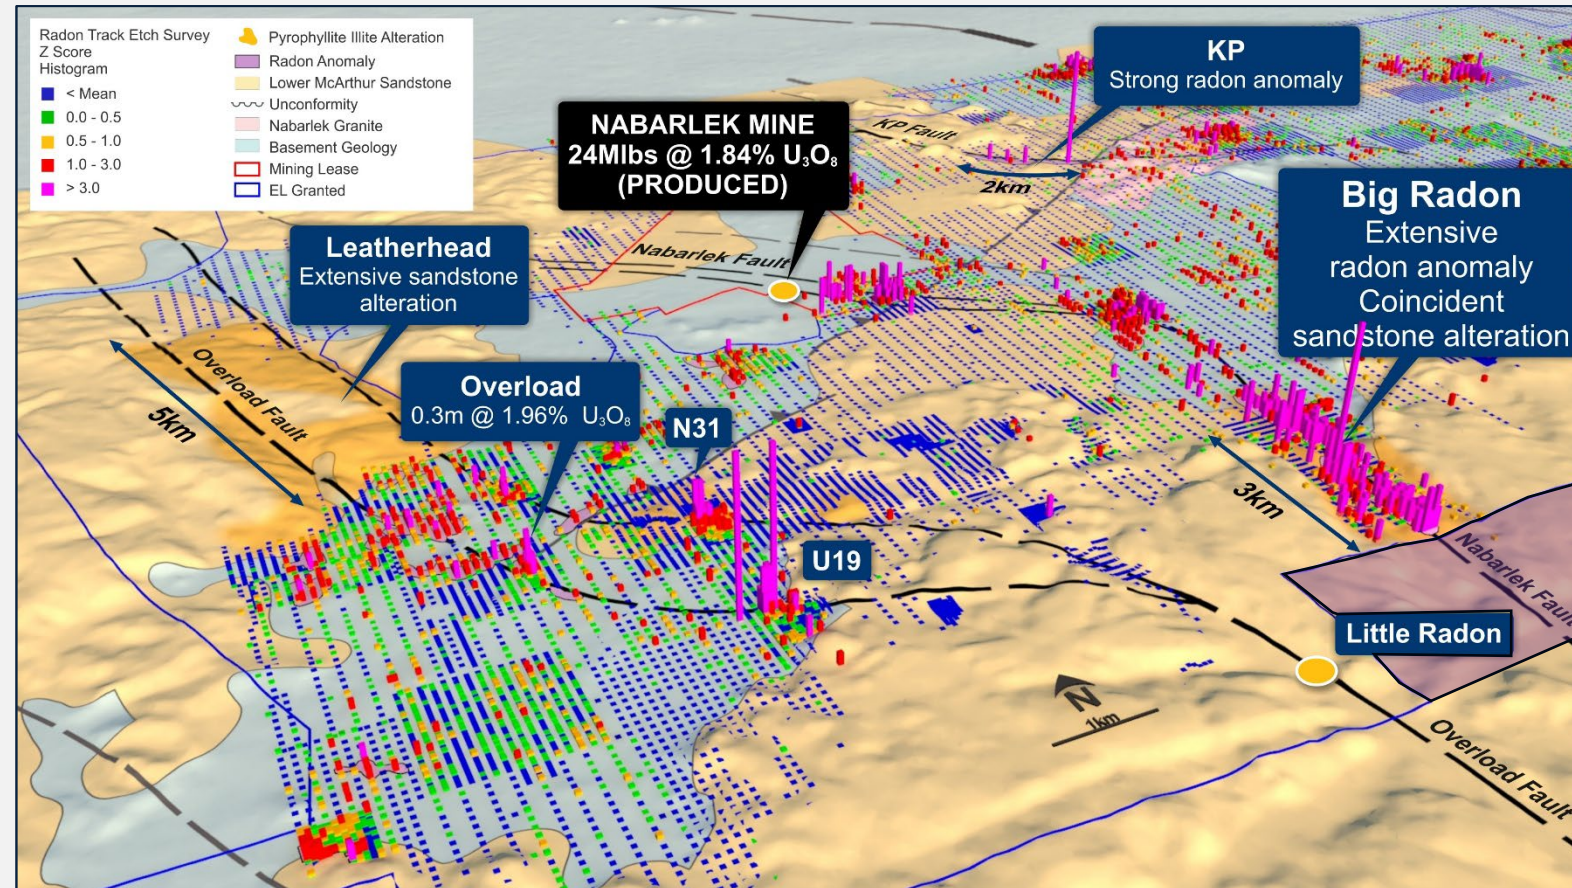 Radon Track Etch Survey
Z Score
Histogram
< Mean
0.0 - 0.5
0.5 - 1.0
1.0 - 3.0
> 3.0
Pyrophyllite Illite Alteration
Radon Anomaly
Lower McArthur Sandstone
Unconformity
Nabarlek Granite
Basement Geology
Mining Lease
EL Granted
KP
Strong radon anomaly
NABARLEK MINE
24Mlbs @ 1.84% U₃O₈
(PRODUCED)
KP Fault
2km
Big Radon
Extensive
radon anomaly
Coincident
sandstone alteration
Leatherhead
Extensive sandstone
alteration
Nabarlek Fault
Overload Fault
5km
Overload
0.3m @ 1.96% U₃O₈
N31
3km
U19
Nabarlek Fault
Little Radon
N
1km
Overload Fault